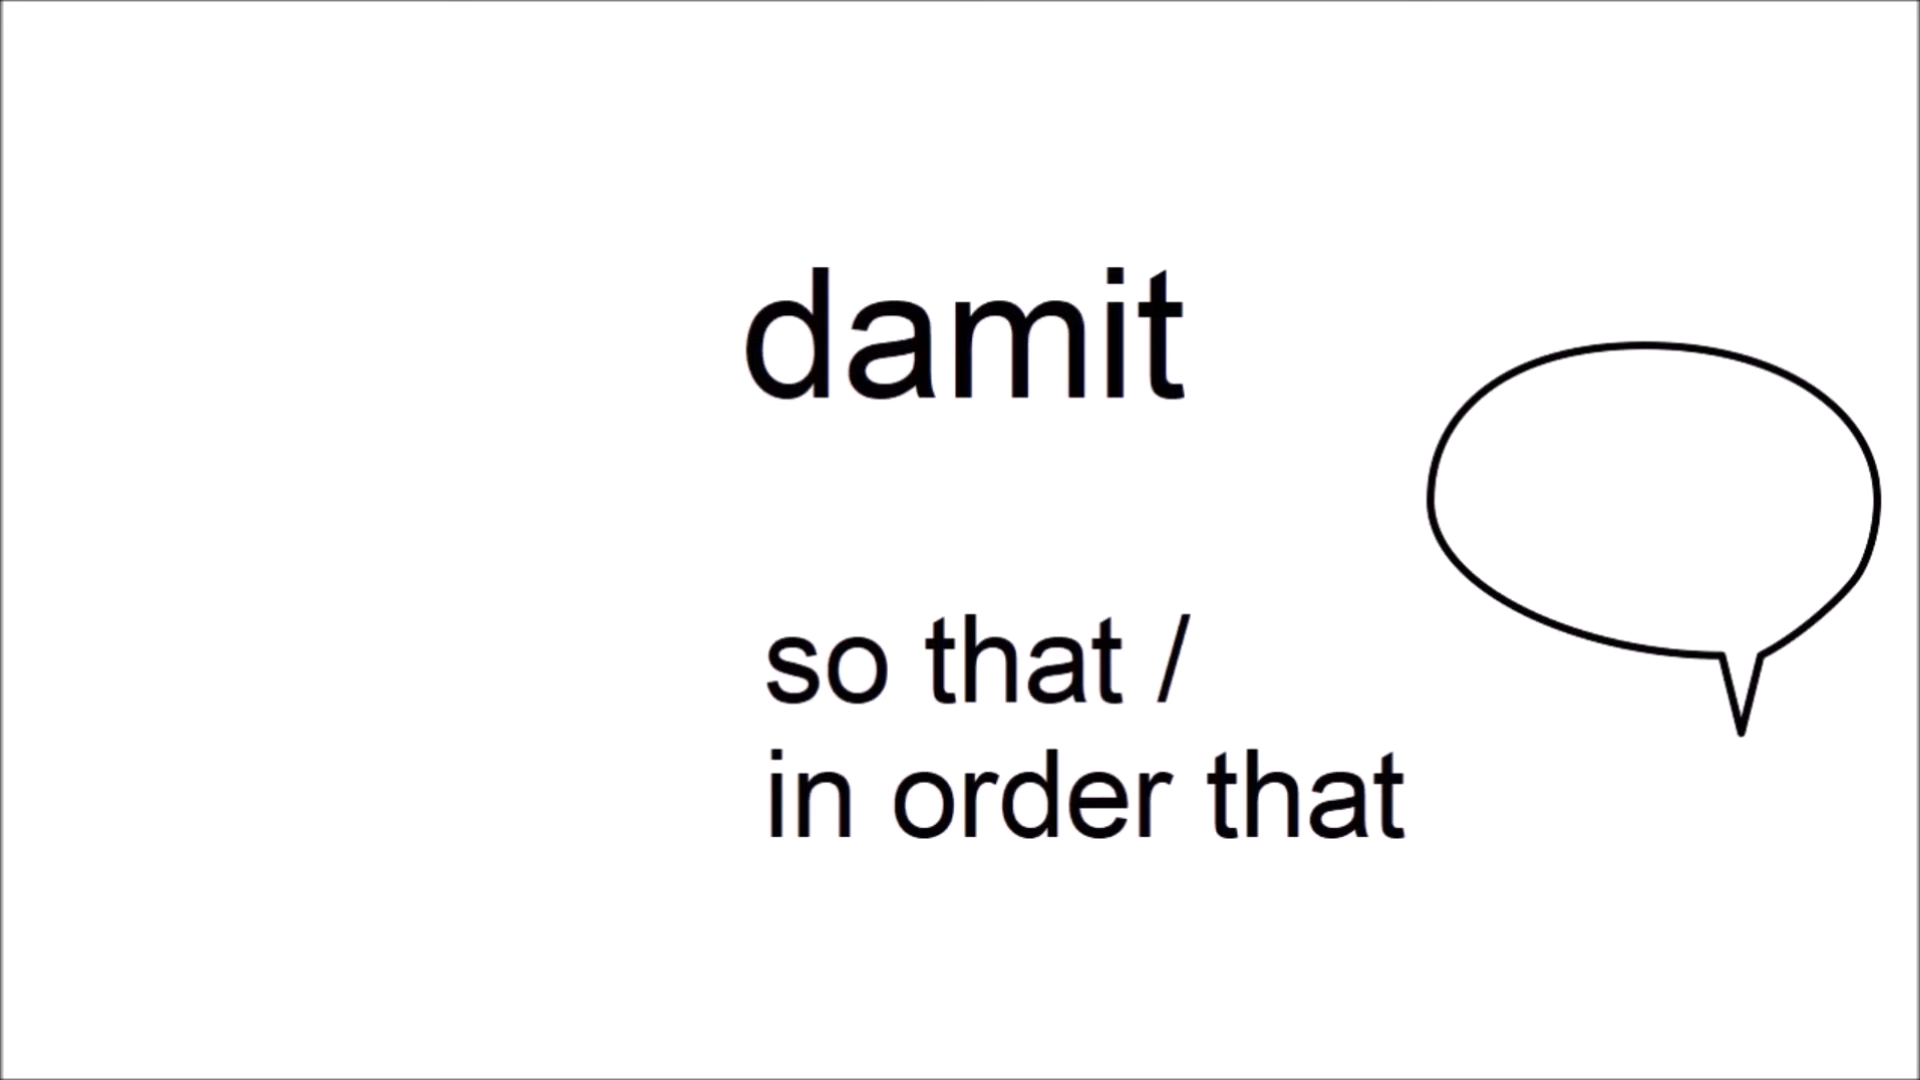 damit
so that /
in order that